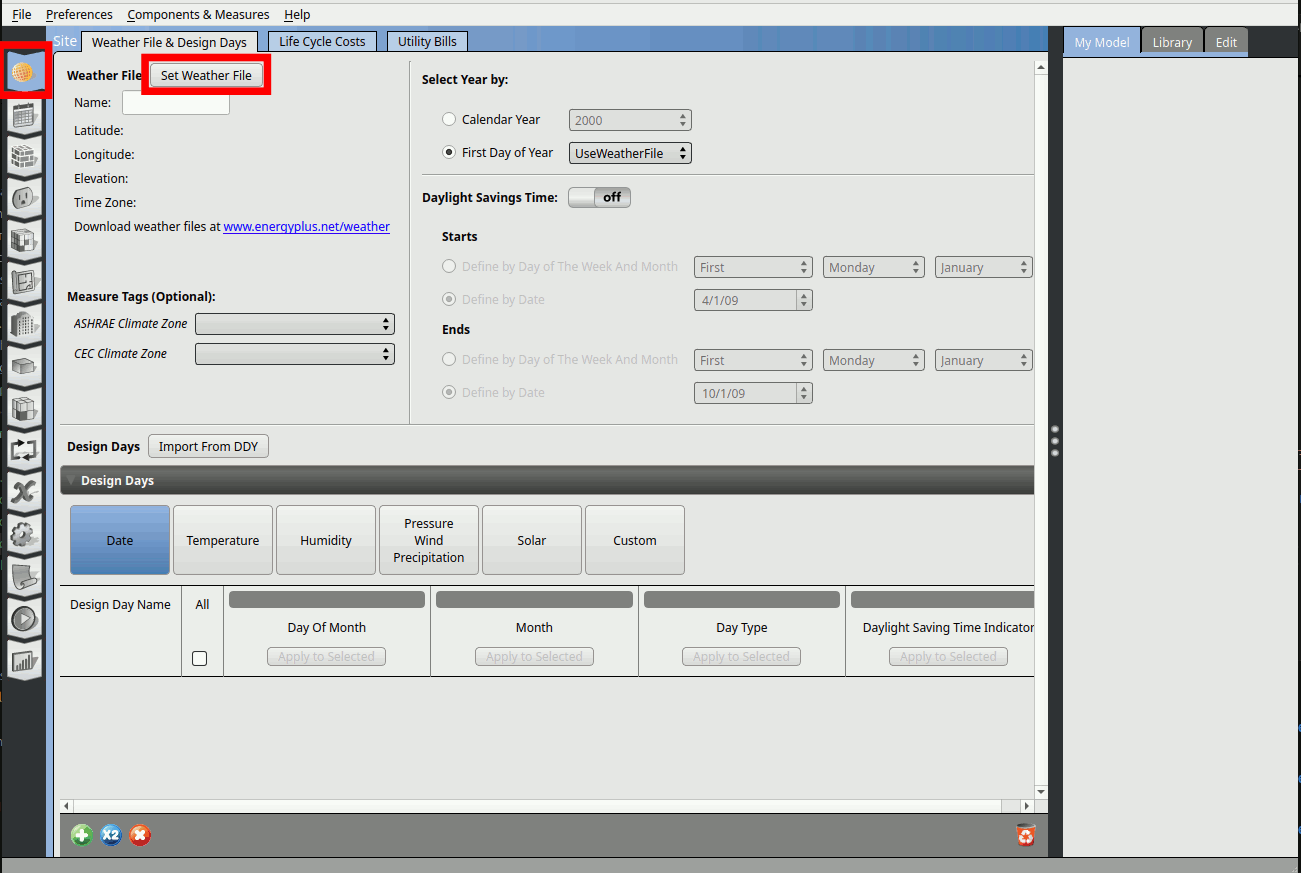 File Preferences Components & Measures Help
Site Weather File & Design Days Life Cycle Costs Utility Bills
My Model Library Edit
Weather File Set Weather File
Name:
Latitude:
Longitude:
Elevation:
Time Zone:
Download weather files at www.energyplus.net/weather
Measure Tags (Optional):
ASHRAE Climate Zone
CEC Climate Zone
Select Year by:
Calendar Year 2000
First Day of Year UseWeatherFile
Daylight Savings Time: off
Starts
Define by Day of The Week And Month First Monday January
Define by Date 4/1/09
Ends
Define by Day of The Week And Month First Monday January
Define by Date 10/1/09
Design Days Import From DDY
Design Days
Date Temperature Humidity Pressure Wind Precipitation Solar Custom
Design Day Name All Day Of Month Month Day Type Daylight Saving Time Indicator
Apply to Selected Apply to Selected Apply to Selected Apply to Selected
X2